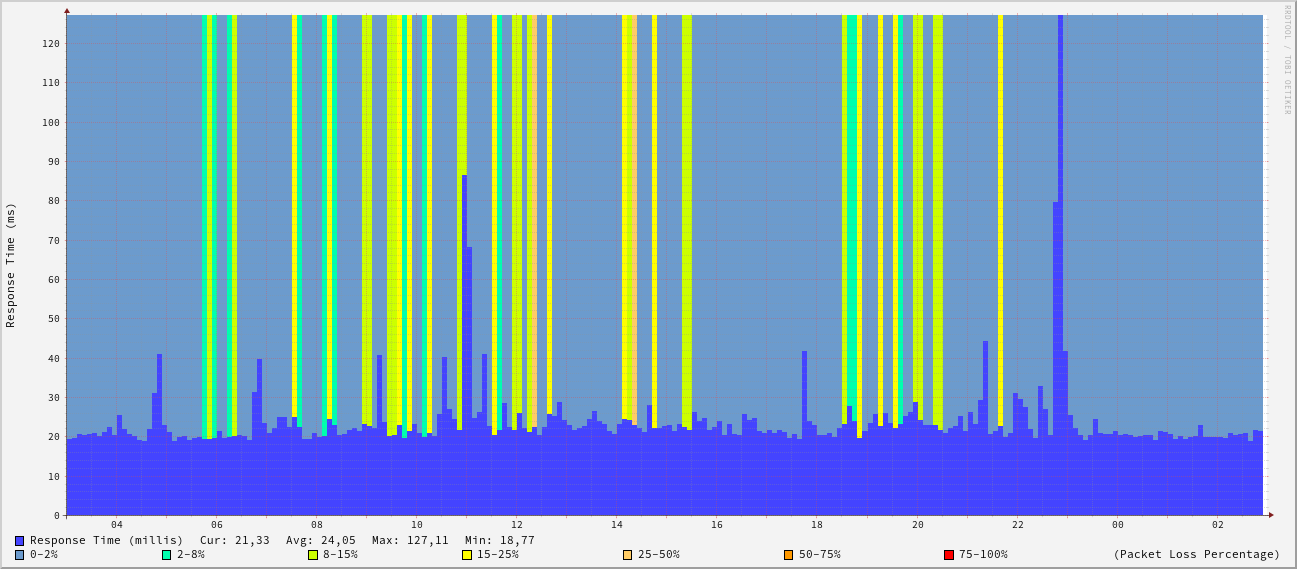 RRDTOOL / TOBI OETIKER
Response Time (ms)
120
110
100
90
80
70
60
50
40
30
20
10
0
04 06 08 10 12 14 16 18 20 22 00 02
Response Time (millis) Cur: 21,33 Avg: 24,05 Max: 127,11 Min: 18,77
0-2% 2-8% 8-15% 15-25% 25-50% 50-75% 75-100% (Packet Loss Percentage)